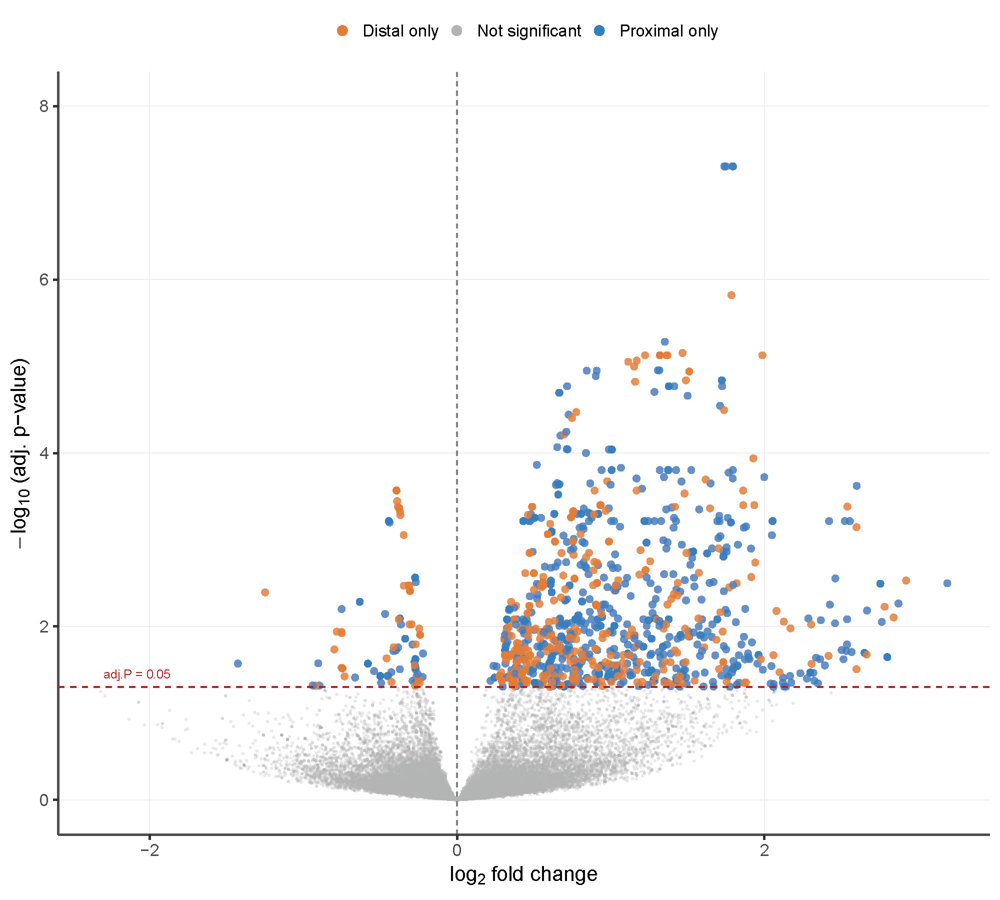 Distal only Not significant Proximal only
8
6
4
2
0
−log10 (adj. p−value)
adj.P = 0.05
−2 0 2
log2 fold change